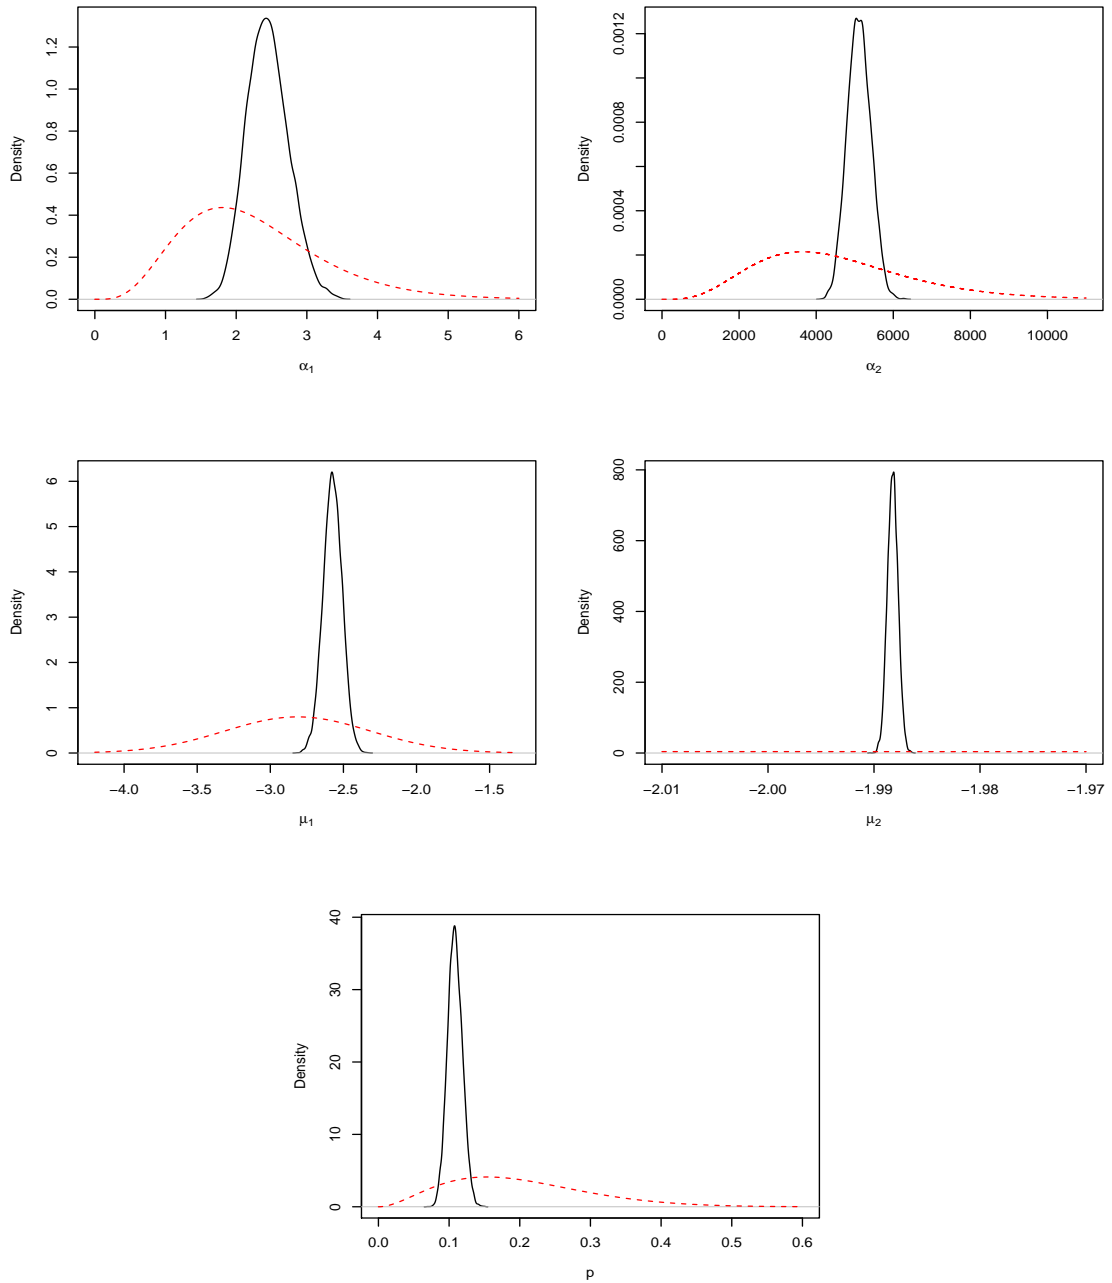 Density
0.0 0.2 0.4 0.6 0.8 1.0 1.2
0 1 2 3 4 5 6
α1
Density
0.0000 0.0004 0.0008 0.0012
0 2000 4000 6000 8000 10000
α2
Density
0 1 2 3 4 5 6
−4.0 −3.5 −3.0 −2.5 −2.0 −1.5
μ1
Density
0 200 400 600 800
−2.01 −2.00 −1.99 −1.98 −1.97
μ2
Density
0 10 20 30 40
0.0 0.1 0.2 0.3 0.4 0.5 0.6
p